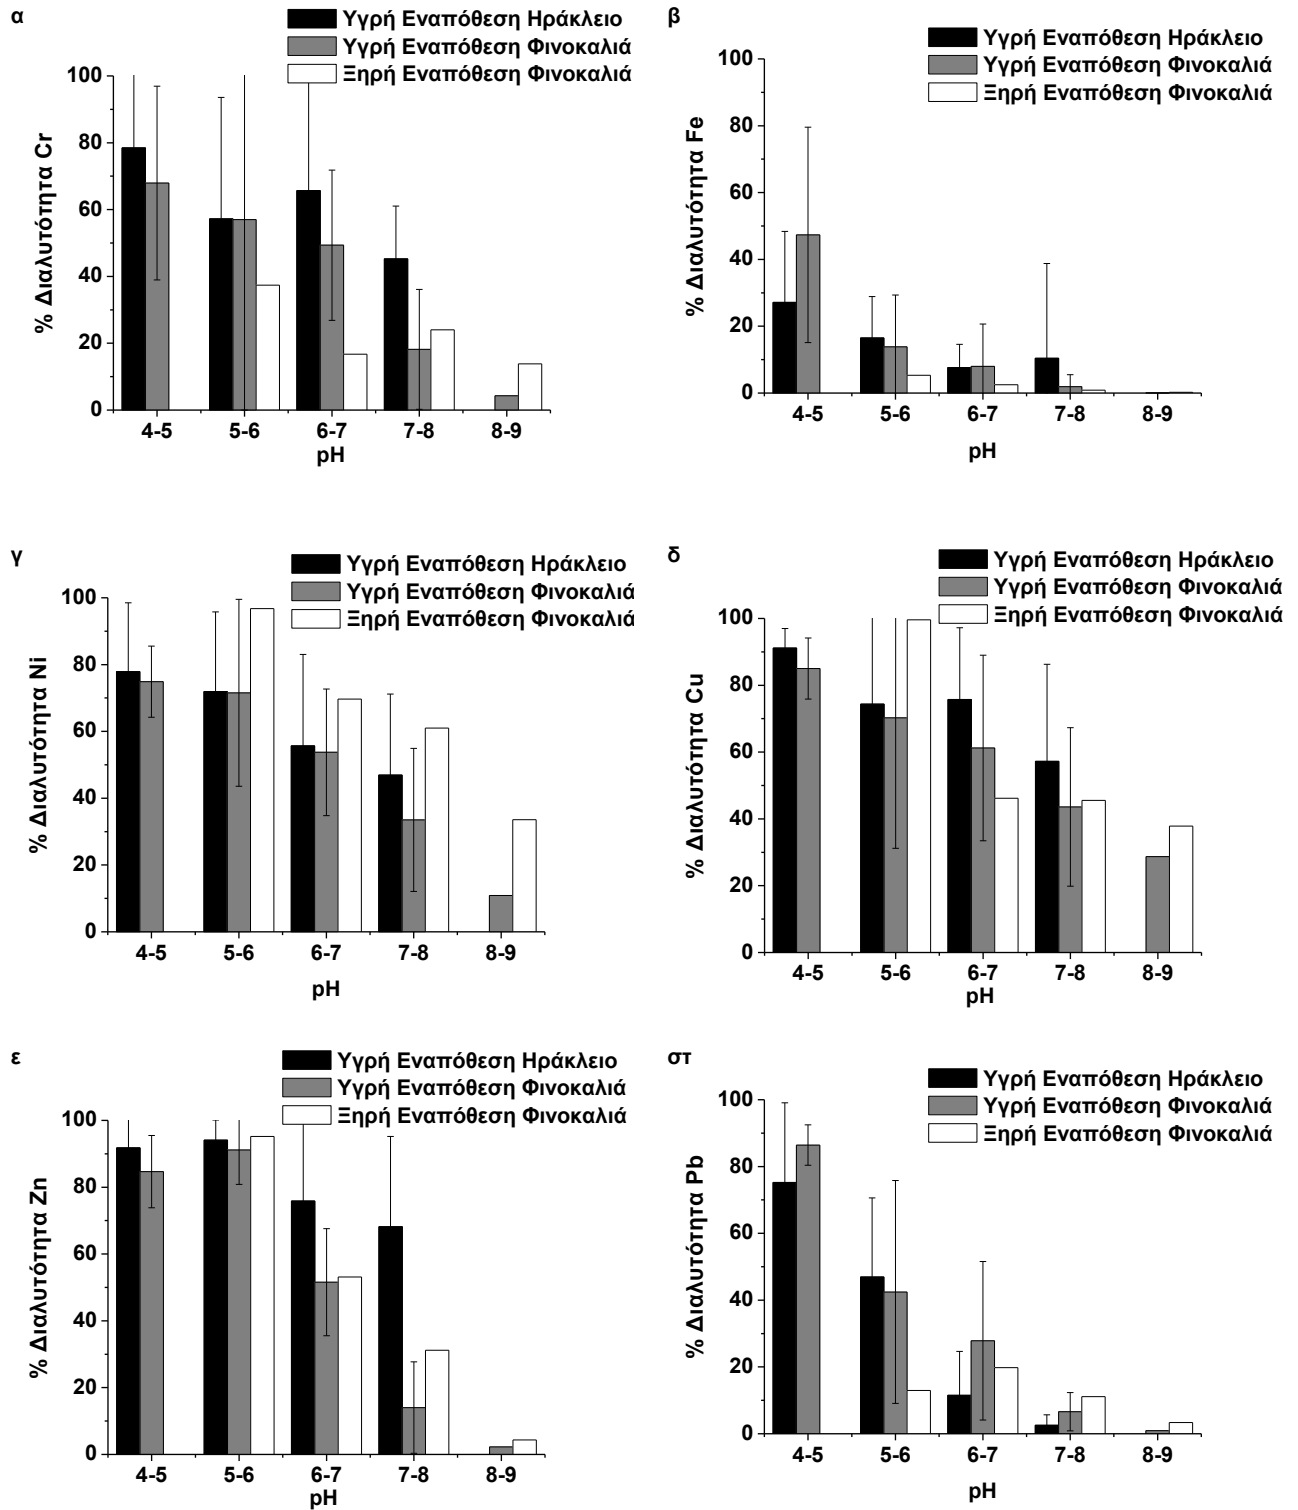 α
Υγρή Εναπόθεση Ηράκλειο
Υγρή Εναπόθεση Φινοκαλιά
Ξηρή Εναπόθεση Φινοκαλιά
% Διαλυτότητα Cr
100
80
60
40
20
0
4-5 5-6 6-7 7-8 8-9
pH
β
Υγρή Εναπόθεση Ηράκλειο
Υγρή Εναπόθεση Φινοκαλιά
Ξηρή Εναπόθεση Φινοκαλιά
% Διαλυτότητα Fe
100
80
60
40
20
0
4-5 5-6 6-7 7-8 8-9
pH
γ
Υγρή Εναπόθεση Ηράκλειο
Υγρή Εναπόθεση Φινοκαλιά
Ξηρή Εναπόθεση Φινοκαλιά
% Διαλυτότητα Ni
100
80
60
40
20
0
4-5 5-6 6-7 7-8 8-9
pH
δ
Υγρή Εναπόθεση Ηράκλειο
Υγρή Εναπόθεση Φινοκαλιά
Ξηρή Εναπόθεση Φινοκαλιά
% Διαλυτότητα Cu
100
80
60
40
20
0
4-5 5-6 6-7 7-8 8-9
pH
ε
Υγρή Εναπόθεση Ηράκλειο
Υγρή Εναπόθεση Φινοκαλιά
Ξηρή Εναπόθεση Φινοκαλιά
% Διαλυτότητα Zn
100
80
60
40
20
0
4-5 5-6 6-7 7-8 8-9
pH
στ
Υγρή Εναπόθεση Ηράκλειο
Υγρή Εναπόθεση Φινοκαλιά
Ξηρή Εναπόθεση Φινοκαλιά
% Διαλυτότητα Pb
100
80
60
40
20
0
4-5 5-6 6-7 7-8 8-9
pH